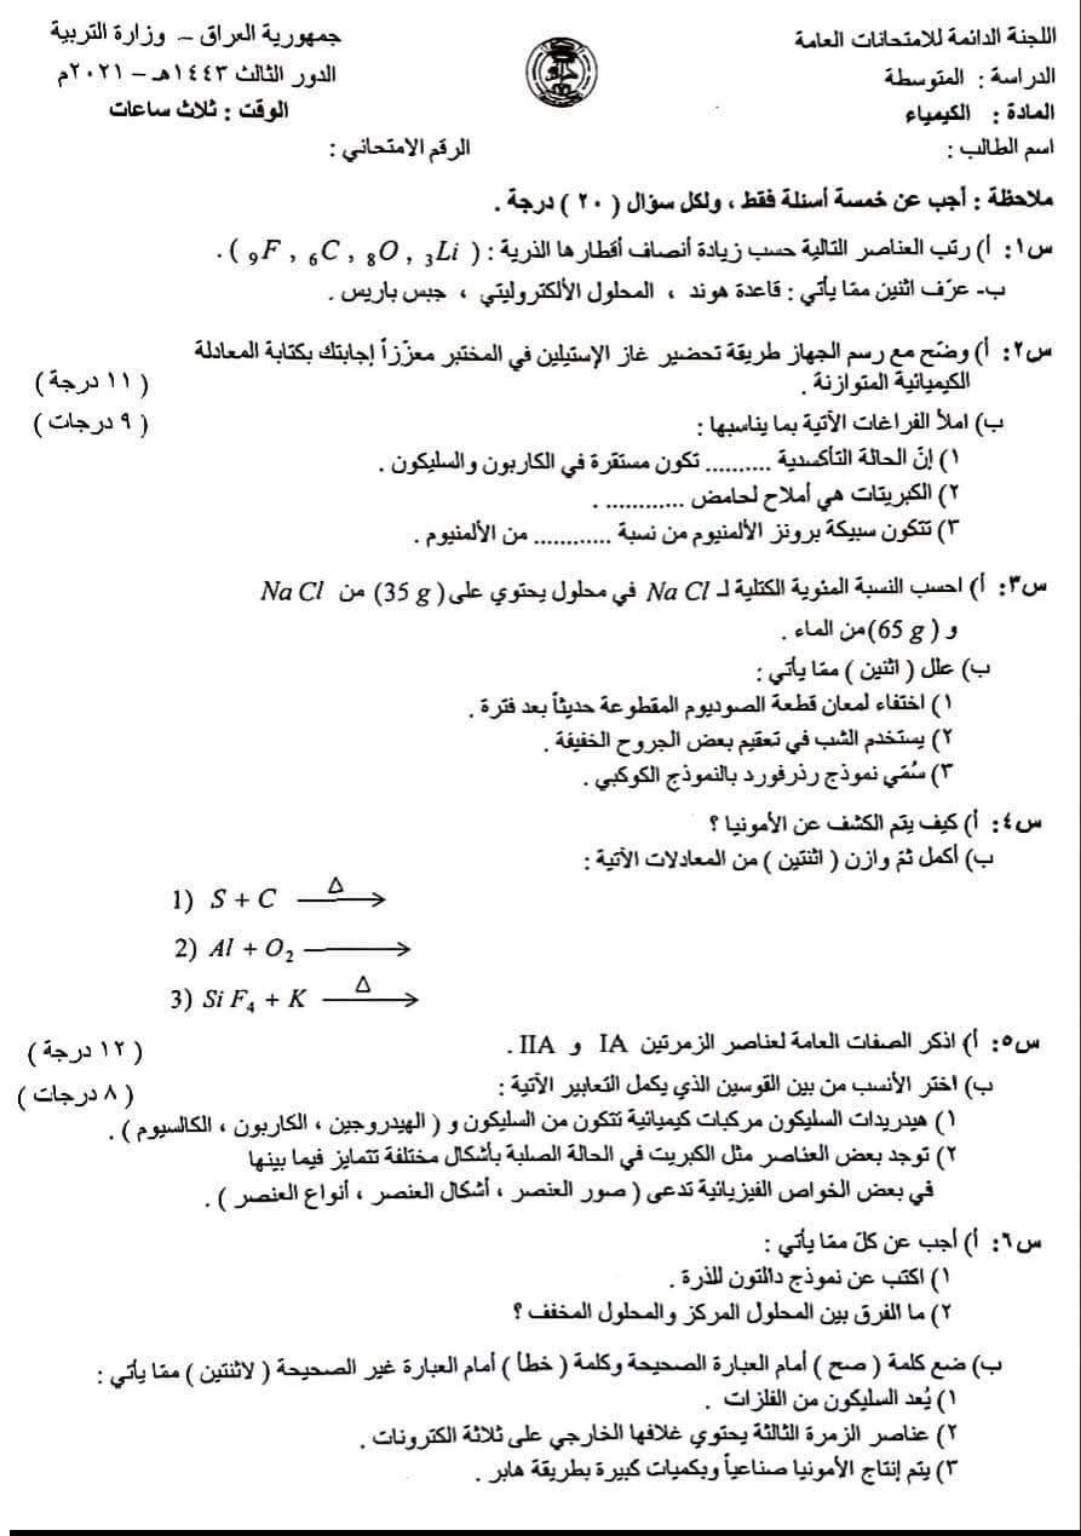 اللجنة الدائمة للامتحانات العامة
جمهورية العراق – وزارة التربية
الدراسة : المتوسطة
الدور الثالث ١٤٤٣هـ – ٢٠٢١م
المادة : الكيمياء
الوقت : ثلاث ساعات
اسم الطالب :
الرقم الامتحاني :
ملاحظة : أجب عن خمسة أسئلة فقط ، ولكل سؤال ( ٢٠ ) درجة .
س١: أ) رتب العناصر التالية حسب زيادة أنصاف أقطارها الذرية : ( ₉F , ₆C , ₈O , ₃Li ) .
ب- عرّف اثنين ممّا يأتي : قاعدة هوند ، المحلول الألكتروليتي ، جبس باريس .
س٢: أ) وضّح مع رسم الجهاز طريقة تحضير غاز الإستيلين في المختبر معزّزاً إجابتك بكتابة المعادلة
الكيميائية المتوازنة . ( ١١ درجة )
ب) املأ الفراغات الآتية بما يناسبها : ( ٩ درجات )
١) إنّ الحالة التأكسدية .......... تكون مستقرة في الكاربون والسليكون .
٢) الكبريتات هي أملاح لحامض ............ .
٣) تتكون سبيكة برونز الألمنيوم من نسبة ............ من الألمنيوم .
س٣: أ) احسب النسبة المئوية الكتلية لـ Na Cl في محلول يحتوي على (35 g) من Na Cl
و (65 g) من الماء .
ب) علل ( اثنين ) ممّا يأتي :
١) اختفاء لمعان قطعة الصوديوم المقطوعة حديثاً بعد فترة .
٢) يستخدم الشب في تعقيم بعض الجروح الخفيفة .
٣) سُمّي نموذج رذرفورد بالنموذج الكوكبي .
س٤: أ) كيف يتم الكشف عن الأمونيا ؟
ب) أكمل ثمّ وازن ( اثنتين ) من المعادلات الآتية :
1) S + C —Δ→
2) Al + O₂ ——→
3) Si F₄ + K —Δ→
س٥: أ) اذكر الصفات العامة لعناصر الزمرتين IA و IIA . ( ١٢ درجة )
ب) اختر الأنسب من بين القوسين الذي يكمل التعابير الآتية : ( ٨ درجات )
١) هيدريدات السليكون مركبات كيميائية تتكون من السليكون و ( الهيدروجين ، الكاربون ، الكالسيوم ) .
٢) توجد بعض العناصر مثل الكبريت في الحالة الصلبة بأشكال مختلفة تتمايز فيما بينها
في بعض الخواص الفيزيائية تدعى ( صور العنصر ، أشكال العنصر ، أنواع العنصر ) .
س٦: أ) أجب عن كلّ ممّا يأتي :
١) اكتب عن نموذج دالتون للذرة .
٢) ما الفرق بين المحلول المركز والمحلول المخفف ؟
ب) ضع كلمة ( صح ) أمام العبارة الصحيحة وكلمة ( خطأ ) أمام العبارة غير الصحيحة ( لاثنتين ) ممّا يأتي :
١) يُعد السليكون من الفلزات .
٢) عناصر الزمرة الثالثة يحتوي غلافها الخارجي على ثلاثة الكترونات .
٣) يتم إنتاج الأمونيا صناعياً وبكميات كبيرة بطريقة هابر .